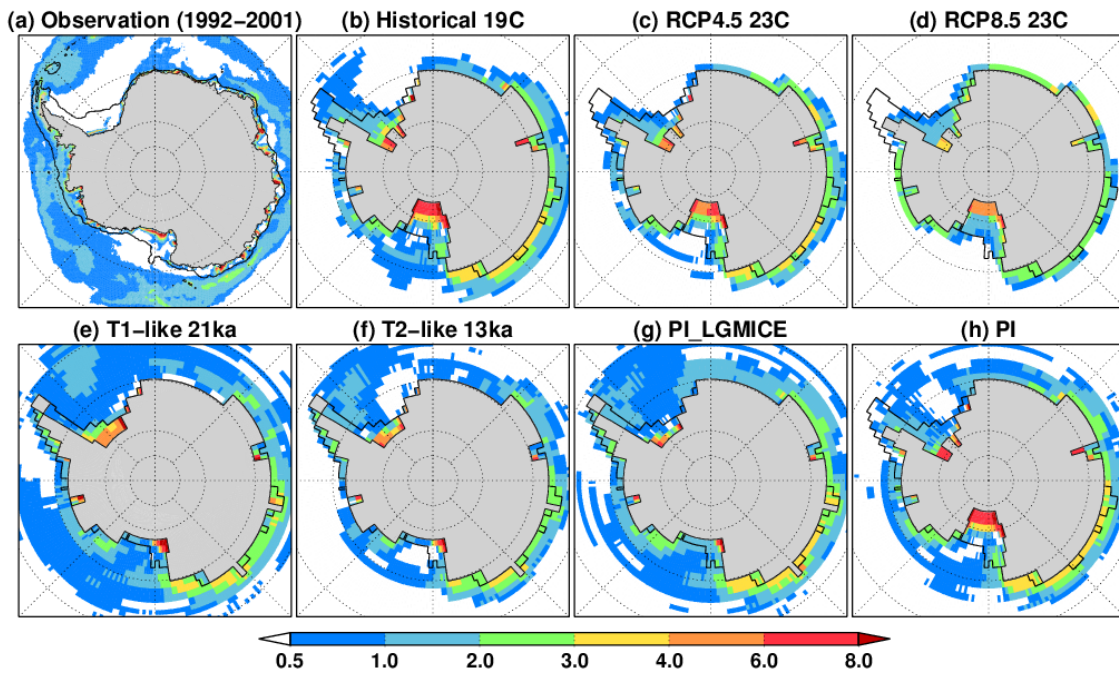 (a) Observation (1992−2001)
(b) Historical 19C
(c) RCP4.5 23C
(d) RCP8.5 23C
(e) T1−like 21ka
(f) T2−like 13ka
(g) PI_LGMICE
(h) PI
0.5 1.0 2.0 3.0 4.0 6.0 8.0